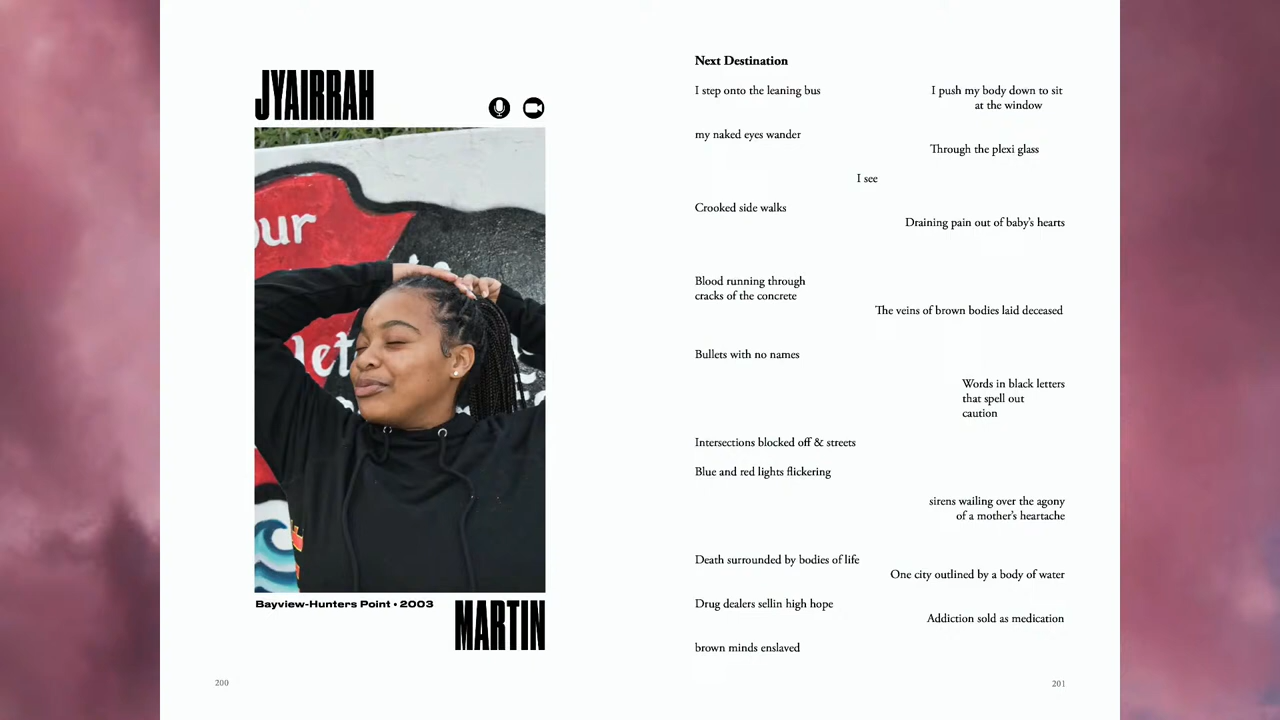 JYAIRRAH
our
to
let
Bayview-Hunters Point • 2003
MARTIN
200
Next Destination
I step onto the leaning bus
I push my body down to sit
at the window
my naked eyes wander
Through the plexi glass
I see
Crooked side walks
Draining pain out of baby's hearts
Blood running through
cracks of the concrete
The veins of brown bodies laid deceased
Bullets with no names
Words in black letters
that spell out
caution
Intersections blocked off & streets
Blue and red lights flickering
sirens wailing over the agony
of a mother's heartache
Death surrounded by bodies of life
One city outlined by a body of water
Drug dealers sellin high hope
Addiction sold as medication
brown minds enslaved
201